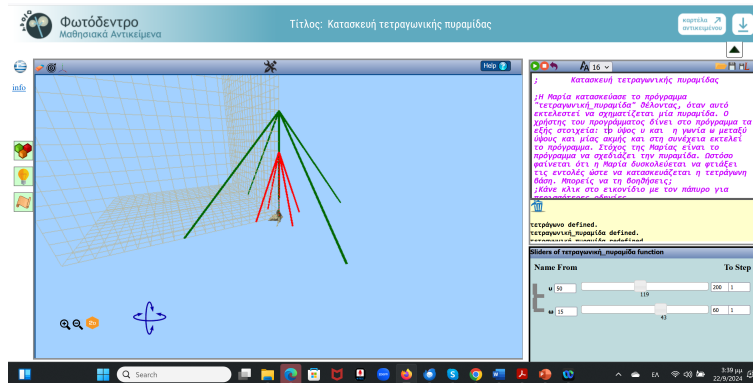 Φωτόδεντρο
Μαθησιακά Αντικείμενα
Τίτλος: Κατασκευή τετραγωνικής πυραμίδας
καρτέλα
αντικειμένου
info
Help ?
16
; Κατασκευή τετραγωνικής πυραμίδας
;Η Μαρία κατασκεύασε το πρόγραμμα
"τετραγωνική_πυραμίδα" θέλοντας, όταν αυτό
εκτελεστεί να σχηματίζεται μία πυραμίδα. Ο
χρήστης του προγράμματος δίνει στο πρόγραμμα τα
εξής στοιχεία: το ύψος υ και η γωνία ω μεταξύ
ύψους και μίας ακμής και στη συνέχεια εκτελεί
το πρόγραμμα. Στόχος της Μαρίας είναι το
πρόγραμμα να σχεδιάζει την πυραμίδα. Ωστόσο
φαίνεται ότι η Μαρία δυσκολεύεται να φτιάξει
τις εντολές ώστε να κατασκευάζεται η τετράγωνη
βάση. Μπορείς να τη βοηθήσεις;
;Κάνε κλικ στο εικονίδιο με τον πάπυρο για
περισσότερες οδηγίες
τετράγωνο defined.
τετραγωνική_πυραμίδα defined.
τετραγωνική_πυραμίδα redefined
Sliders of τετραγωνική_πυραμίδα function
Name From To Step
υ 50 119 200 1
ω 15 43 60 1
2D
Search
ΕΛ
3:39 μμ
22/9/2024